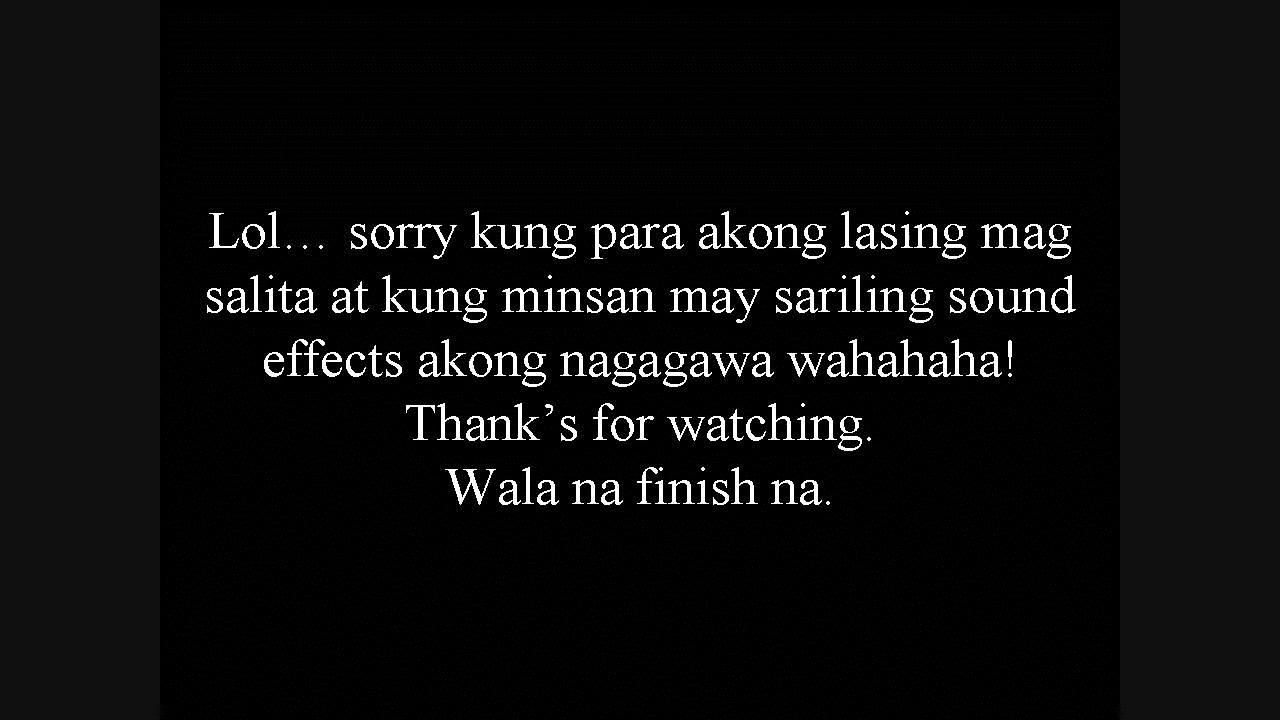 Lol… sorry kung para akong lasing mag
salita at kung minsan may sariling sound
effects akong nagagawa wahahaha!
Thank’s for watching.
Wala na finish na.